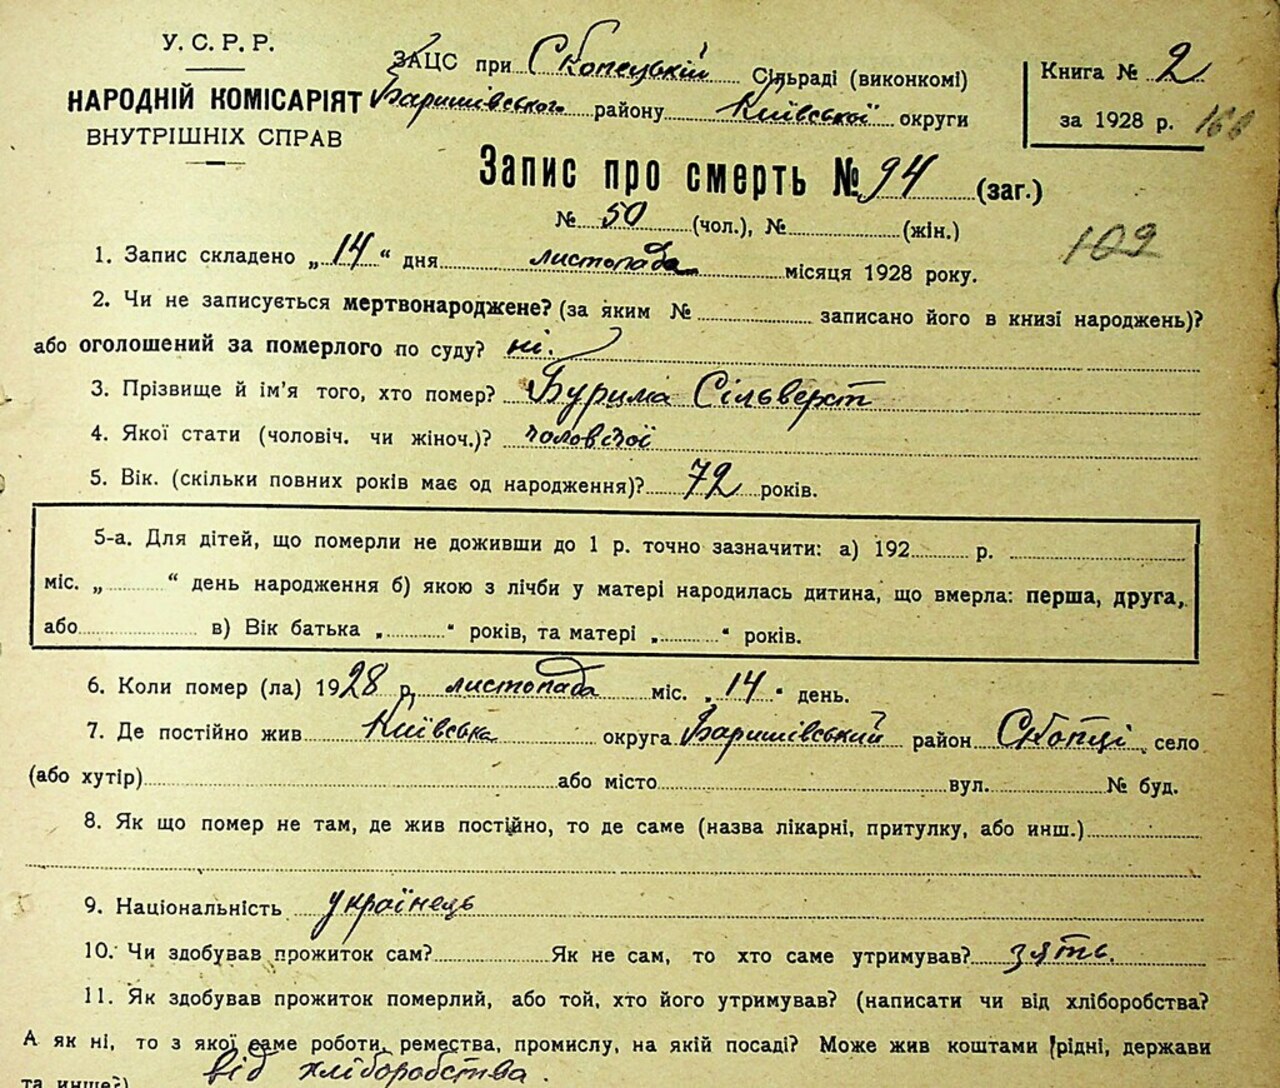 У. С. Р. Р.
НАРОДНІЙ КОМІСАРІЯТ
ВНУТРІШНІХ СПРАВ
ЗАЦС при Скопецькій Сільраді (виконкомі)
Баришівського району Київської округи
Книга № 2
за 1928 р. 166
Запис про смерть № 94 (заг.)
№ 50 (чол.), № (жін.)
102
1. Запис складено „ 14 “ дня листопада місяця 1928 року.
2. Чи не записується мертвонароджене? (за яким № записано його в книзі народжень)?
або оголошений за померлого по суду? ні.
3. Прізвище й ім’я того, хто помер? Бурима Сільверст
4. Якої стати (чоловіч. чи жіноч.)? чоловічої
5. Вік. (скільки повних років має од народження)? 72 років.
5-а. Для дітей, що померли не доживши до 1 р. точно зазначити: а) 192 р.
міс. „ “ день народження б) якою з лічби у матері народилась дитина, що вмерла: перша, друга,
або в) Вік батька „ “ років, та матері „ “ років.
6. Коли помер (ла) 1928 р. листопада міс. „ 14 “ день.
7. Де постійно жив Київська округа Баришівський район Скопці село
(або хутір) або місто вул. № буд.
8. Як що помер не там, де жив постійно, то де саме (назва лікарні, притулку, або инш.)
9. Національність українець
10. Чи здобував прожиток сам? Як не сам, то хто саме утримував? зять.
11. Як здобував прожиток померлий, або той, хто його утримував? (написати чи від хліборобства?
А як ні, то з якої саме роботи, ремества, промислу, на якій посаді? Може жив коштами рідні, держави
та инше?) від хліборобства.